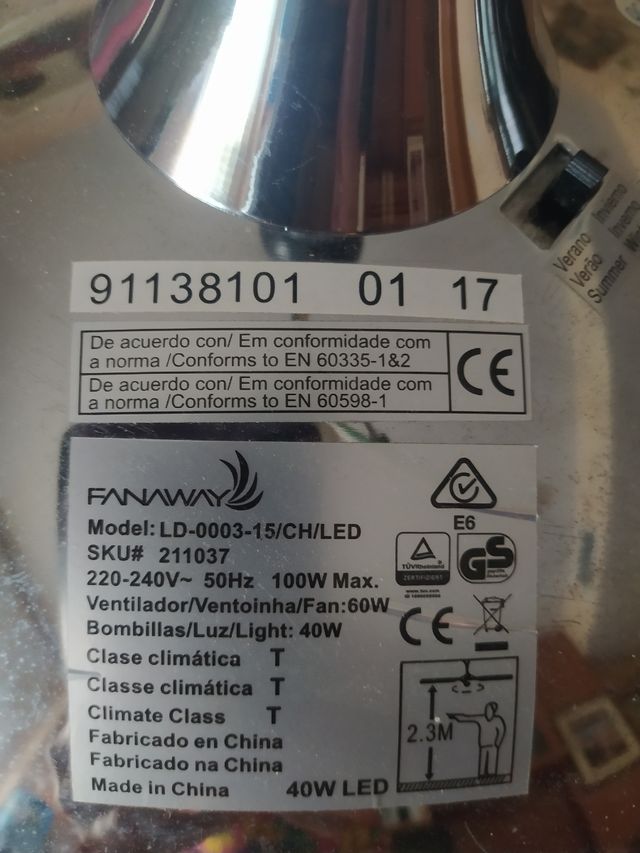 Invierno
Inverno
Verano
Verão
Summer
91138101 01 17
De acuerdo con/ Em conformidade com
a norma /Conforms to EN 60335-1&2
De acuerdo con/ Em conformidade com
a norma /Conforms to EN 60598-1
CE
FANAWAY
Model: LD-0003-15/CH/LED
SKU# 211037
220-240V~ 50Hz 100W Max.
Ventilador/Ventoinha/Fan:60W
Bombillas/Luz/Light: 40W
Clase climática T
Classe climática T
Climate Class T
Fabricado en China
Fabricado na China
Made in China 40W LED
E6
TÜVRheinland
ZERTIFIZIERT
GS
CE
2.3M